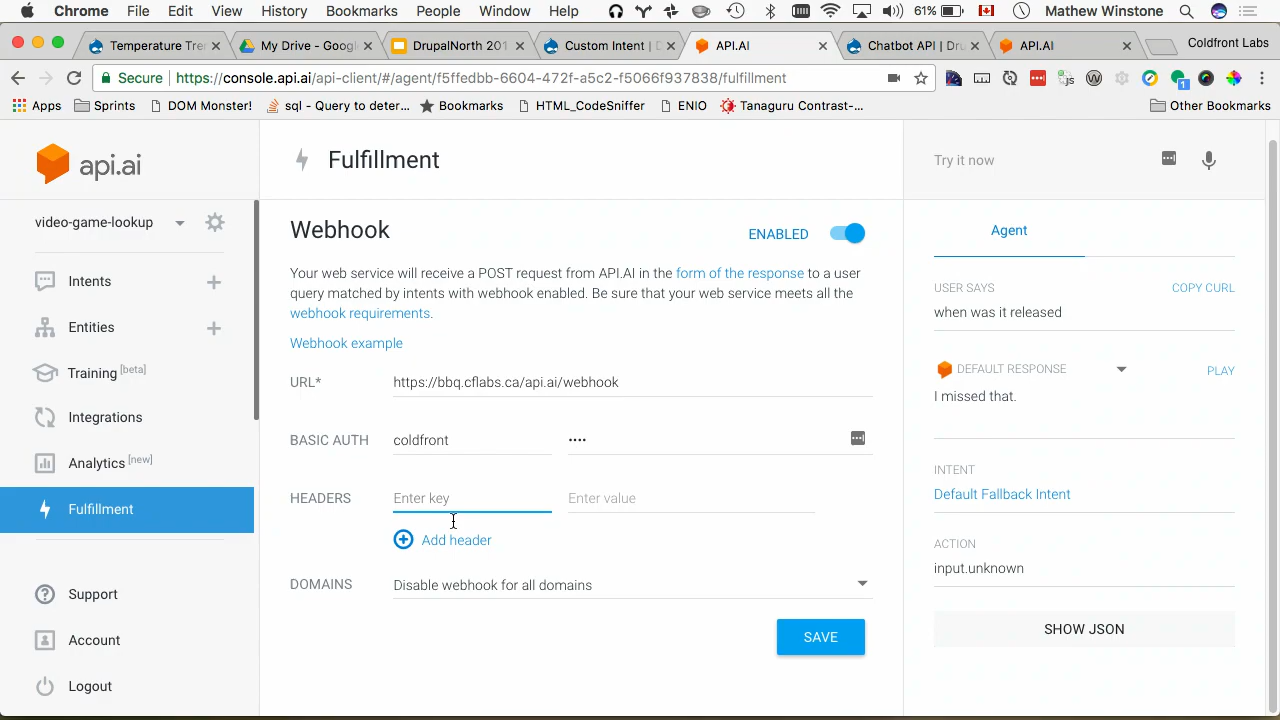 Chrome File Edit View History Bookmarks People Window Help 61% Mathew Winstone
Temperature Tre
My Drive - Googl
DrupalNorth 201
Custom Intent | D
API.AI
Chatbot API | Dru
API.AI
Coldfront Labs
Secure https://console.api.ai/api-client/#/agent/f5ffedbb-6604-472f-a5c2-f5066f937838/fulfillment
Apps Sprints DOM Monster! sql - Query to deter... Bookmarks HTML_CodeSniffer ENIO Tanaguru Contrast-... Other Bookmarks
api.ai
video-game-lookup
Intents
Entities
Training [beta]
Integrations
Analytics [new]
Fulfillment
Support
Account
Logout
Fulfillment
Webhook
ENABLED
Your web service will receive a POST request from API.AI in the form of the response to a user
query matched by intents with webhook enabled. Be sure that your web service meets all the
webhook requirements.
Webhook example
URL* https://bbq.cflabs.ca/api.ai/webhook
BASIC AUTH coldfront ••••
HEADERS Enter key Enter value
Add header
DOMAINS Disable webhook for all domains
SAVE
Try it now
Agent
USER SAYS COPY CURL
when was it released
DEFAULT RESPONSE PLAY
I missed that.
INTENT
Default Fallback Intent
ACTION
input.unknown
SHOW JSON